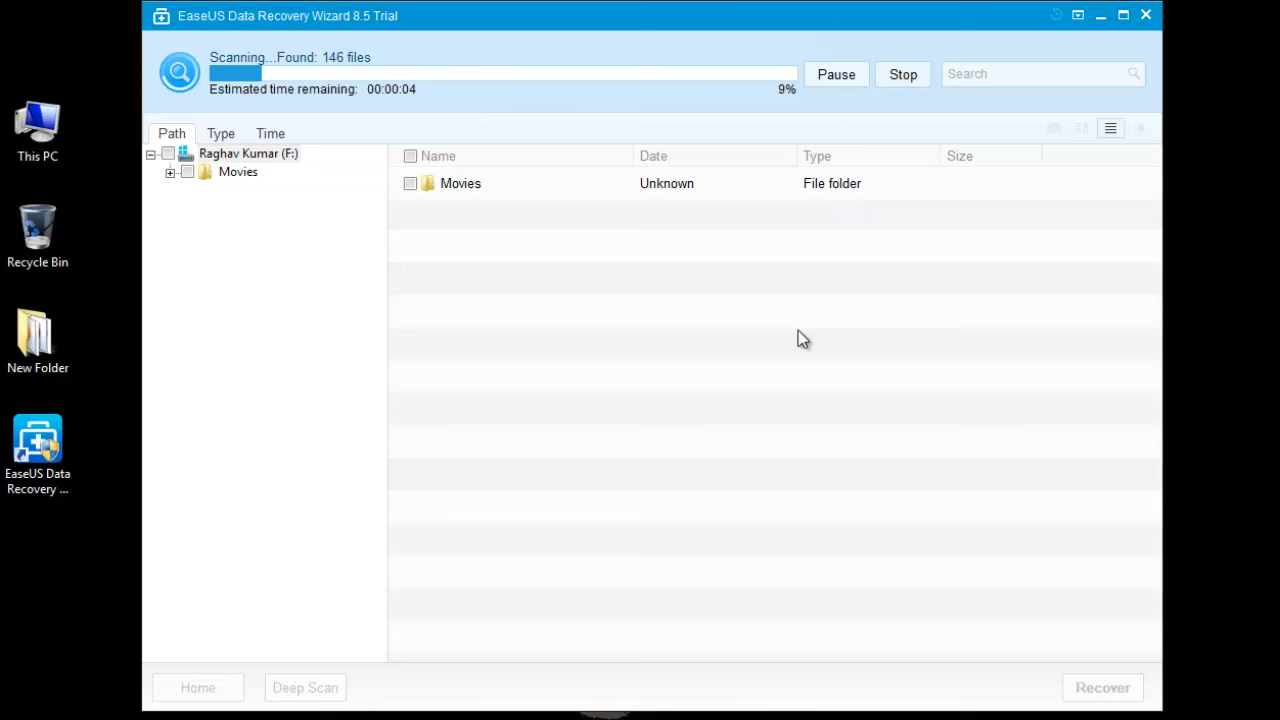 EaseUS Data Recovery Wizard 8.5 Trial
Scanning...Found: 146 files
Estimated time remaining: 00:00:04
9%
Pause
Stop
Search
Path Type Time
Raghav Kumar (F:)
Movies
Name Date Type Size
Movies Unknown File folder
This PC
Recycle Bin
New Folder
EaseUS Data
Recovery ...
Home
Deep Scan
Recover